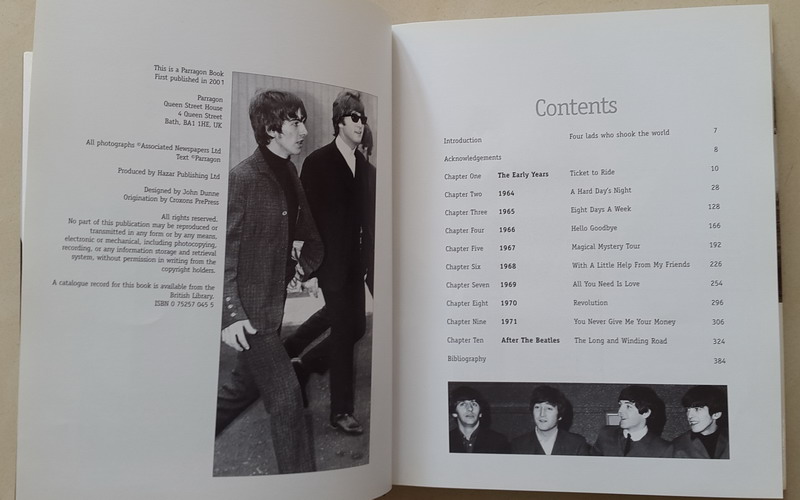 This is a Parragon Book
First published in 2001
Parragon
Queen Street House
4 Queen Street
Bath, BA1 1HE, UK
All photographs ©Associated Newspapers Ltd
Text ©Parragon
Produced by Hazar Publishing Ltd
Designed by John Dunne
Origination by Croxons PrePress
All rights reserved.
No part of this publication may be reproduced or
transmitted in any form or by any means,
electronic or mechanical, including photocopying,
recording, or any information storage and retrieval
system, without permission in writing from the
copyright holders.
A catalogue record for this book is available from the
British Library.
ISBN 0 75257 045 5
Contents
Introduction Four lads who shook the world 7
Acknowledgements 8
Chapter One The Early Years Ticket to Ride 10
Chapter Two 1964 A Hard Day's Night 28
Chapter Three 1965 Eight Days A Week 128
Chapter Four 1966 Hello Goodbye 166
Chapter Five 1967 Magical Mystery Tour 192
Chapter Six 1968 With A Little Help From My Friends 226
Chapter Seven 1969 All You Need Is Love 254
Chapter Eight 1970 Revolution 296
Chapter Nine 1971 You Never Give Me Your Money 306
Chapter Ten After The Beatles The Long and Winding Road 324
Bibliography 384